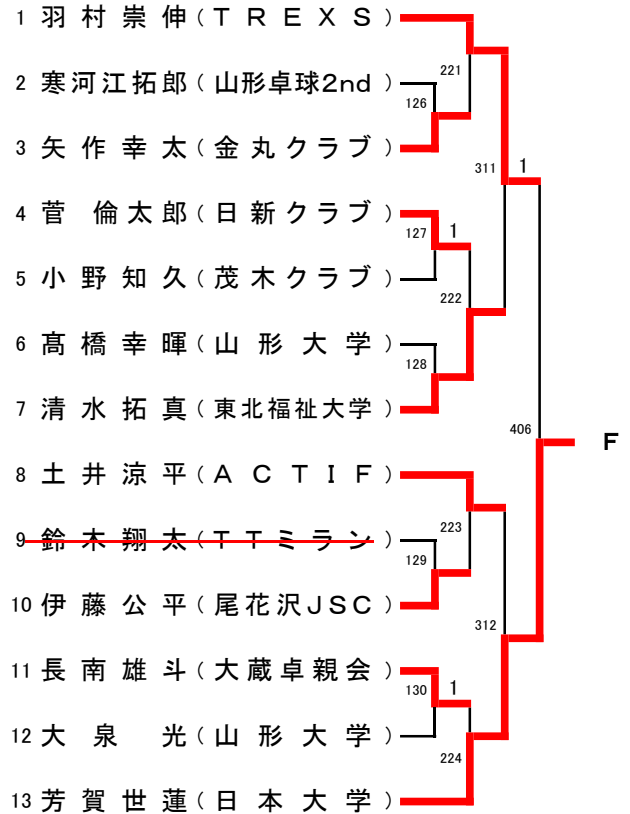 1 羽村崇伸(TREXS)
221
2 寒河江拓郎(山形卓球2nd)
126
3 矢作幸太(金丸クラブ)
311 1
4 菅 倫太郎(日新クラブ)
127 1
5 小野知久(茂木クラブ)
222
6 髙橋幸暉(山形大学)
128
7 清水拓真(東北福祉大学)
406 F
8 土井涼平(ACTIF)
223
9 鈴木翔太(TTミラン)
129
10 伊藤公平(尾花沢JSC)
312
11 長南雄斗(大蔵卓親会)
130 1
12 大泉 光(山形大学)
224
13 芳賀世蓮(日本大学)